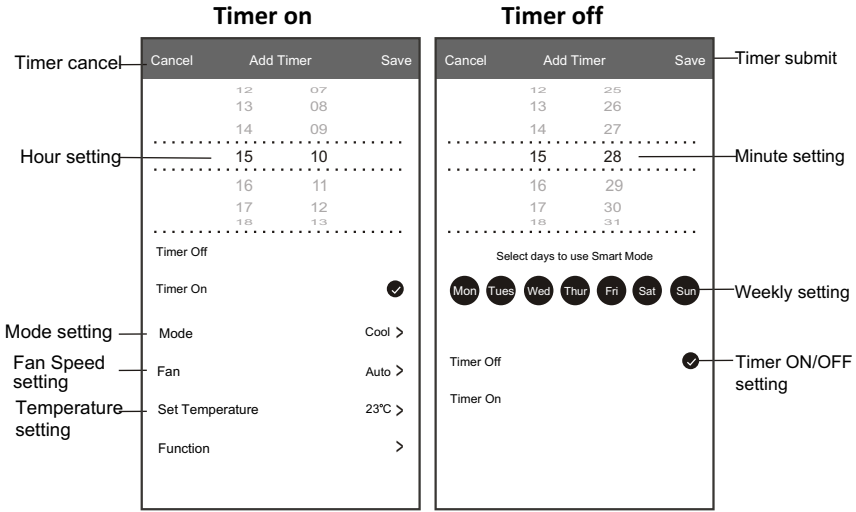 Timer on
Timer off
Timer cancel
Cancel Add Timer Save
12 07
13 08
14 09
Hour setting
15 10
16 11
17 12
18 13
Timer Off
Timer On
Mode setting
Mode Cool >
Fan Speed
setting
Fan Auto >
Temperature
setting
Set Temperature 23℃ >
Function >
Cancel Add Timer Save
Timer submit
12 25
13 26
14 27
15 28
Minute setting
16 29
17 30
18 31
Select days to use Smart Mode
Mon Tues Wed Thur Fri Sat Sun
Weekly setting
Timer Off
Timer ON/OFF
setting
Timer On